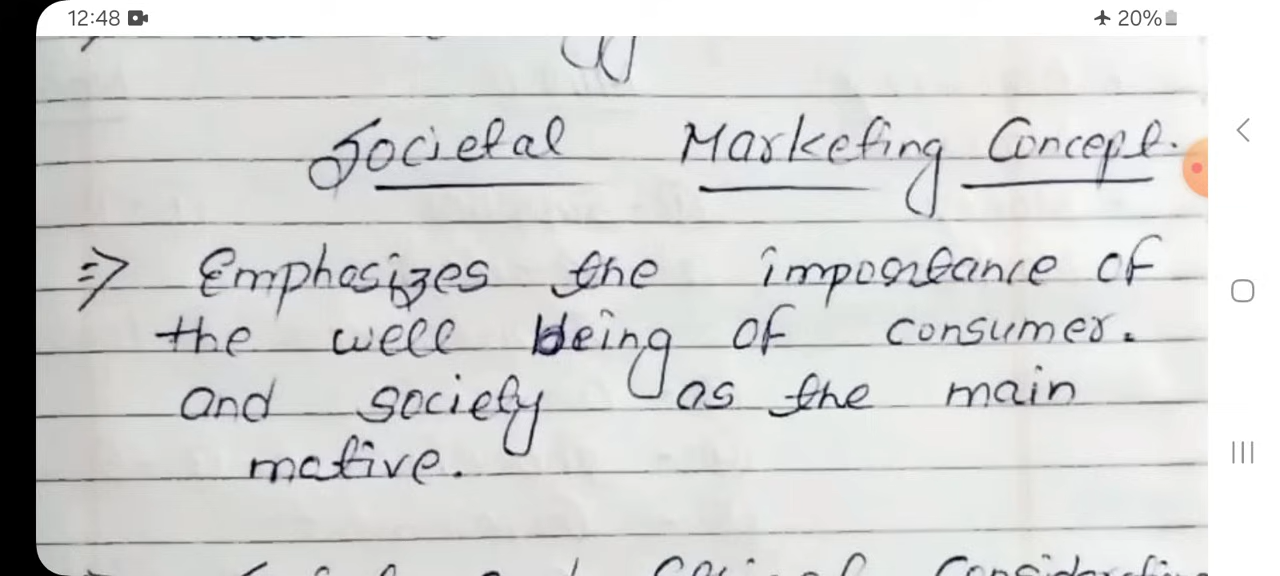 12:48
20%
Societal Marketing Concept.
=> Emphasizes the importance of
the well being of consumer.
and society as the main
motive.